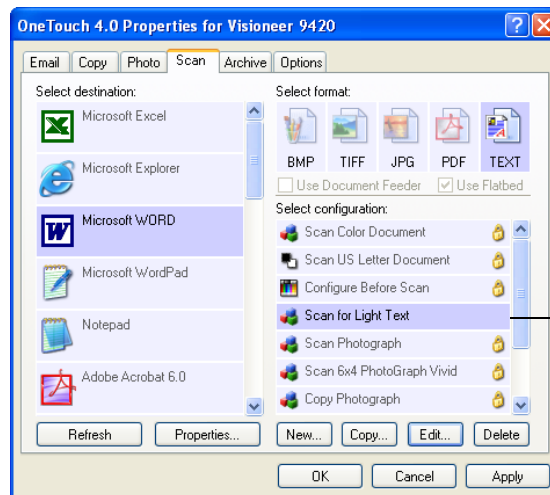 OneTouch 4.0 Properties for Visioneer 9420
Email Copy Photo Scan Archive Options
Select destination:
Microsoft Excel
Microsoft Explorer
Microsoft WORD
Microsoft WordPad
Notepad
Adobe Acrobat 6.0
Refresh Properties...
Select format:
BMP TIFF JPG PDF TEXT
Use Document Feeder Use Flatbed
Select configuration:
Scan Color Document
Scan US Letter Document
Configure Before Scan
Scan for Light Text
Scan Photograph
Scan 6x4 PhotoGraph Vivid
Copy Photograph
New... Copy... Edit... Delete
OK Cancel Apply